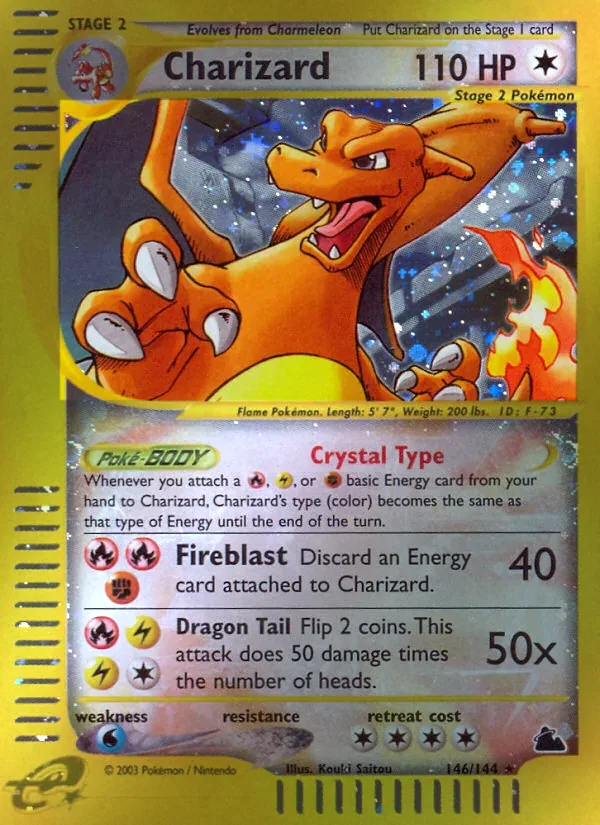 STAGE 2
Evolves from Charmeleon Put Charizard on the Stage 1 card
Charizard 110 HP
Stage 2 Pokémon
Flame Pokémon. Length: 5' 7", Weight: 200 lbs. ID: F-73
Poké-BODY Crystal Type
Whenever you attach a , , or basic Energy card from your
hand to Charizard, Charizard's type (color) becomes the same as
that type of Energy until the end of the turn.
Fireblast Discard an Energy
card attached to Charizard.
40
Dragon Tail Flip 2 coins. This
attack does 50 damage times
the number of heads.
50x
weakness resistance retreat cost
© 2003 Pokémon / Nintendo Illus. Kouki Saitou 146/144 ★
e